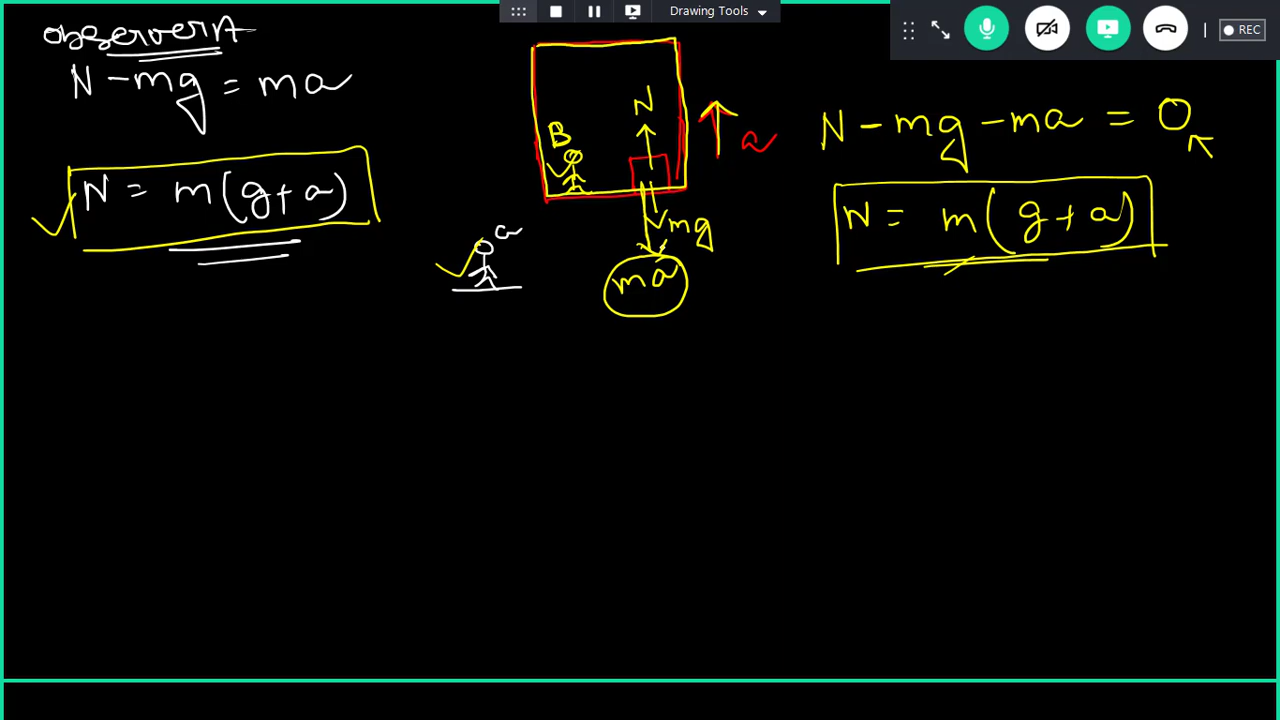 Drawing Tools
REC
observer A
N - mg = ma
N = m(g+a)
B
N
a
mg
ma
a
N - mg - ma = 0
N = m(g+a)